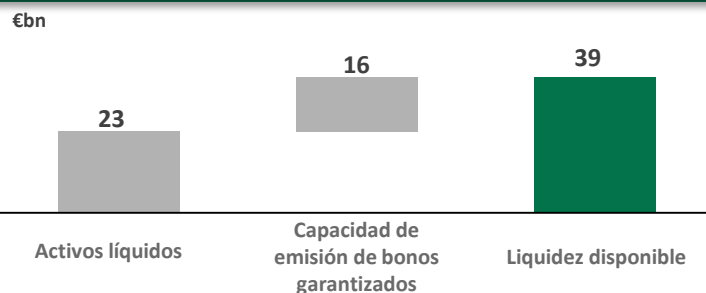 €bn
23
16
39
Activos líquidos
Capacidad de
emisión de bonos
garantizados
Liquidez disponible